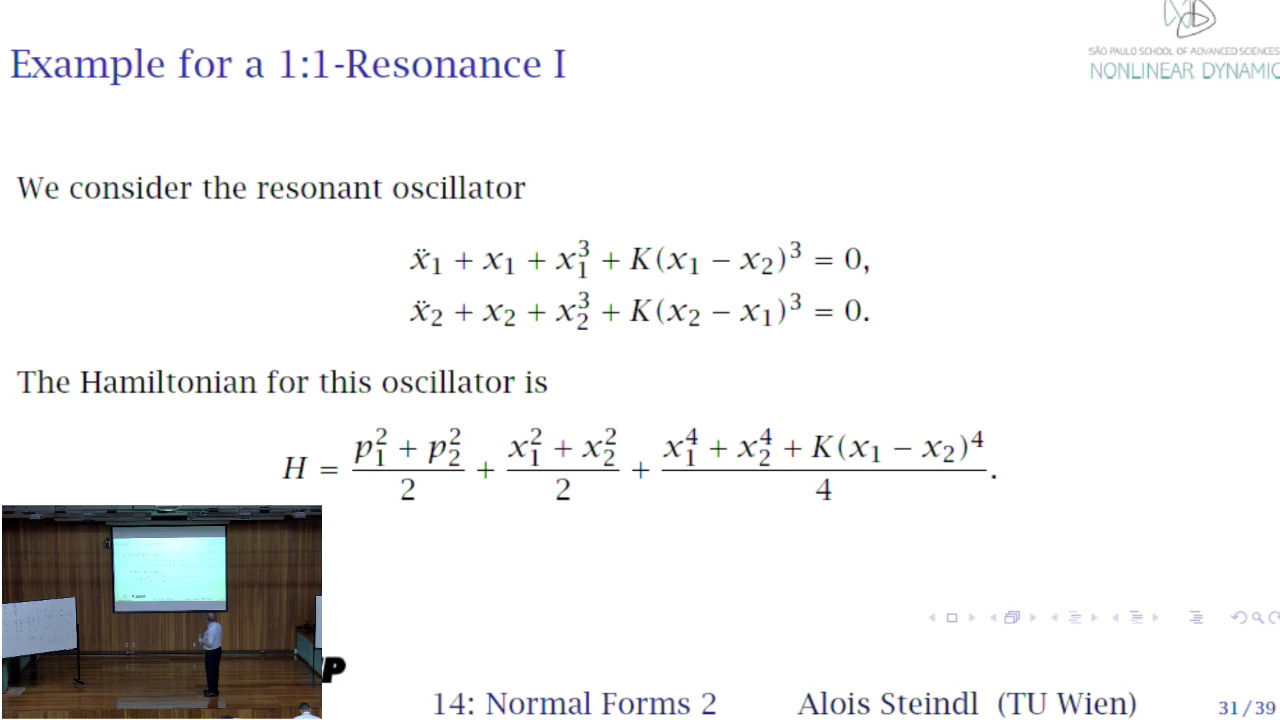 SÃO PAULO SCHOOL OF ADVANCED SCIENCES
NONLINEAR DYNAMIC
Example for a 1:1-Resonance I
We consider the resonant oscillator
ẍ₁ + x₁ + x₁³ + K(x₁ − x₂)³ = 0,
ẍ₂ + x₂ + x₂³ + K(x₂ − x₁)³ = 0.
The Hamiltonian for this oscillator is
H = (p₁² + p₂²)/2 + (x₁² + x₂²)/2 + (x₁⁴ + x₂⁴ + K(x₁ − x₂)⁴)/4.
P
14: Normal Forms 2 Alois Steindl (TU Wien) 31/39